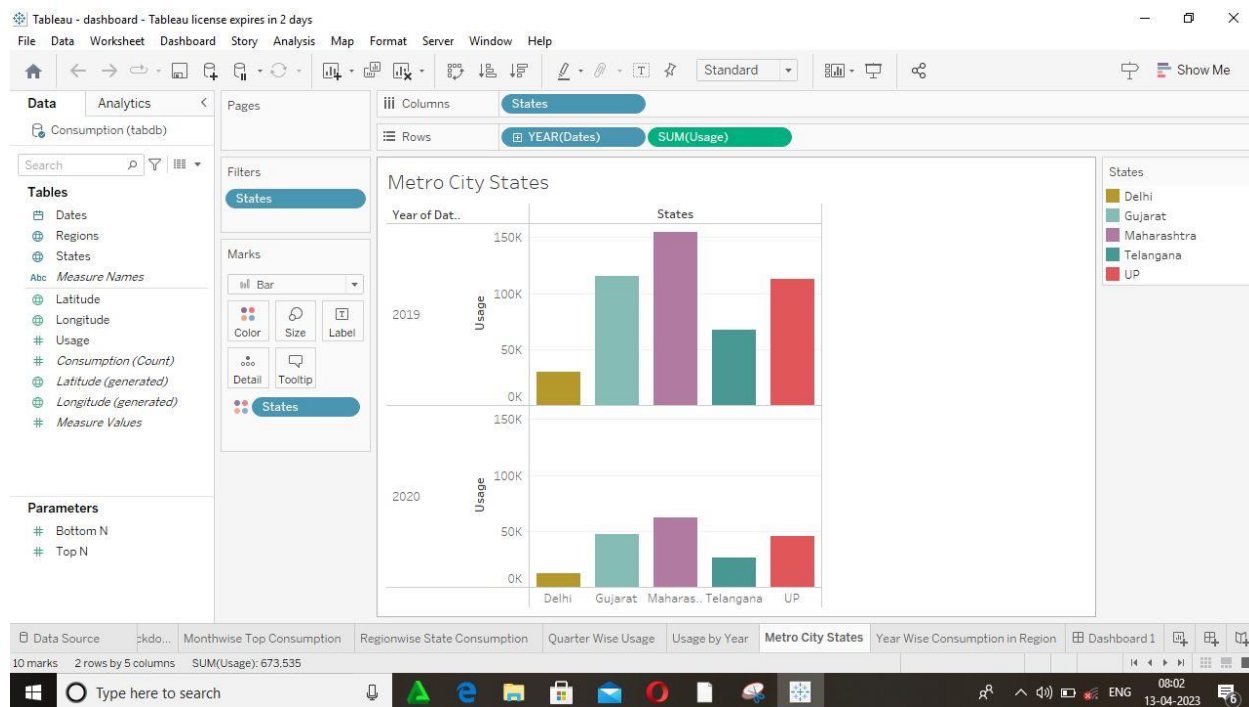 Tableau - dashboard - Tableau license expires in 2 days
File Data Worksheet Dashboard Story Analysis Map Format Server Window Help
Standard
Show Me
Data Analytics
Consumption (tabdb)
Search
Tables
Dates
Regions
States
Abc Measure Names
Latitude
Longitude
# Usage
# Consumption (Count)
Latitude (generated)
Longitude (generated)
# Measure Values
Parameters
# Bottom N
# Top N
Pages
Filters
States
Marks
Bar
Color Size Label
Detail Tooltip
States
Columns States
Rows YEAR(Dates) SUM(Usage)
Metro City States
Year of Dat.. States
150K
100K
2019 Usage
50K
0K
150K
100K
2020 Usage
50K
0K
Delhi Gujarat Maharas.. Telangana UP
States
Delhi
Gujarat
Maharashtra
Telangana
UP
Data Source ckdo... Monthwise Top Consumption Regionwise State Consumption Quarter Wise Usage Usage by Year Metro City States Year Wise Consumption in Region Dashboard 1
10 marks 2 rows by 5 columns SUM(Usage): 673,535
Type here to search
ENG
08:02
13-04-2023
6